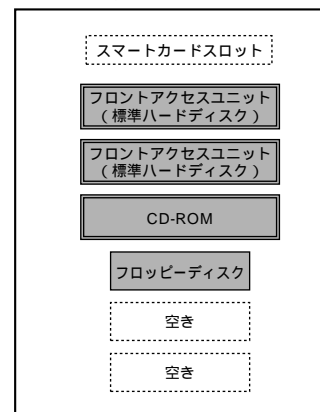 スマートカードスロット
フロントアクセスユニット
（標準ハードディスク）
フロントアクセスユニット
（標準ハードディスク）
CD-ROM
フロッピーディスク
空き
空き